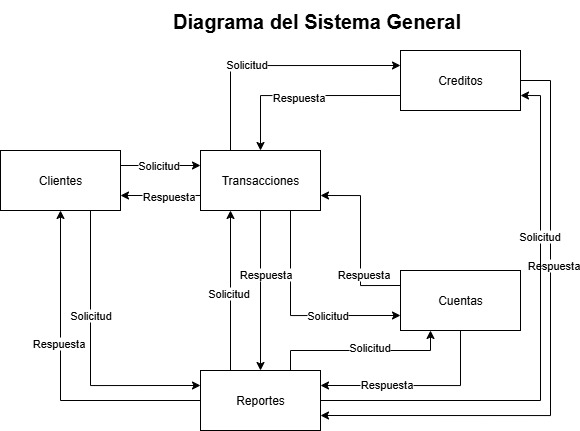 Diagrama del Sistema General
Solicitud
Creditos
Respuesta
Clientes
Solicitud
Respuesta
Transacciones
Solicitud
Respuesta
Respuesta
Respuesta
Solicitud
Cuentas
Solicitud
Solicitud
Respuesta
Solicitud
Respuesta
Reportes